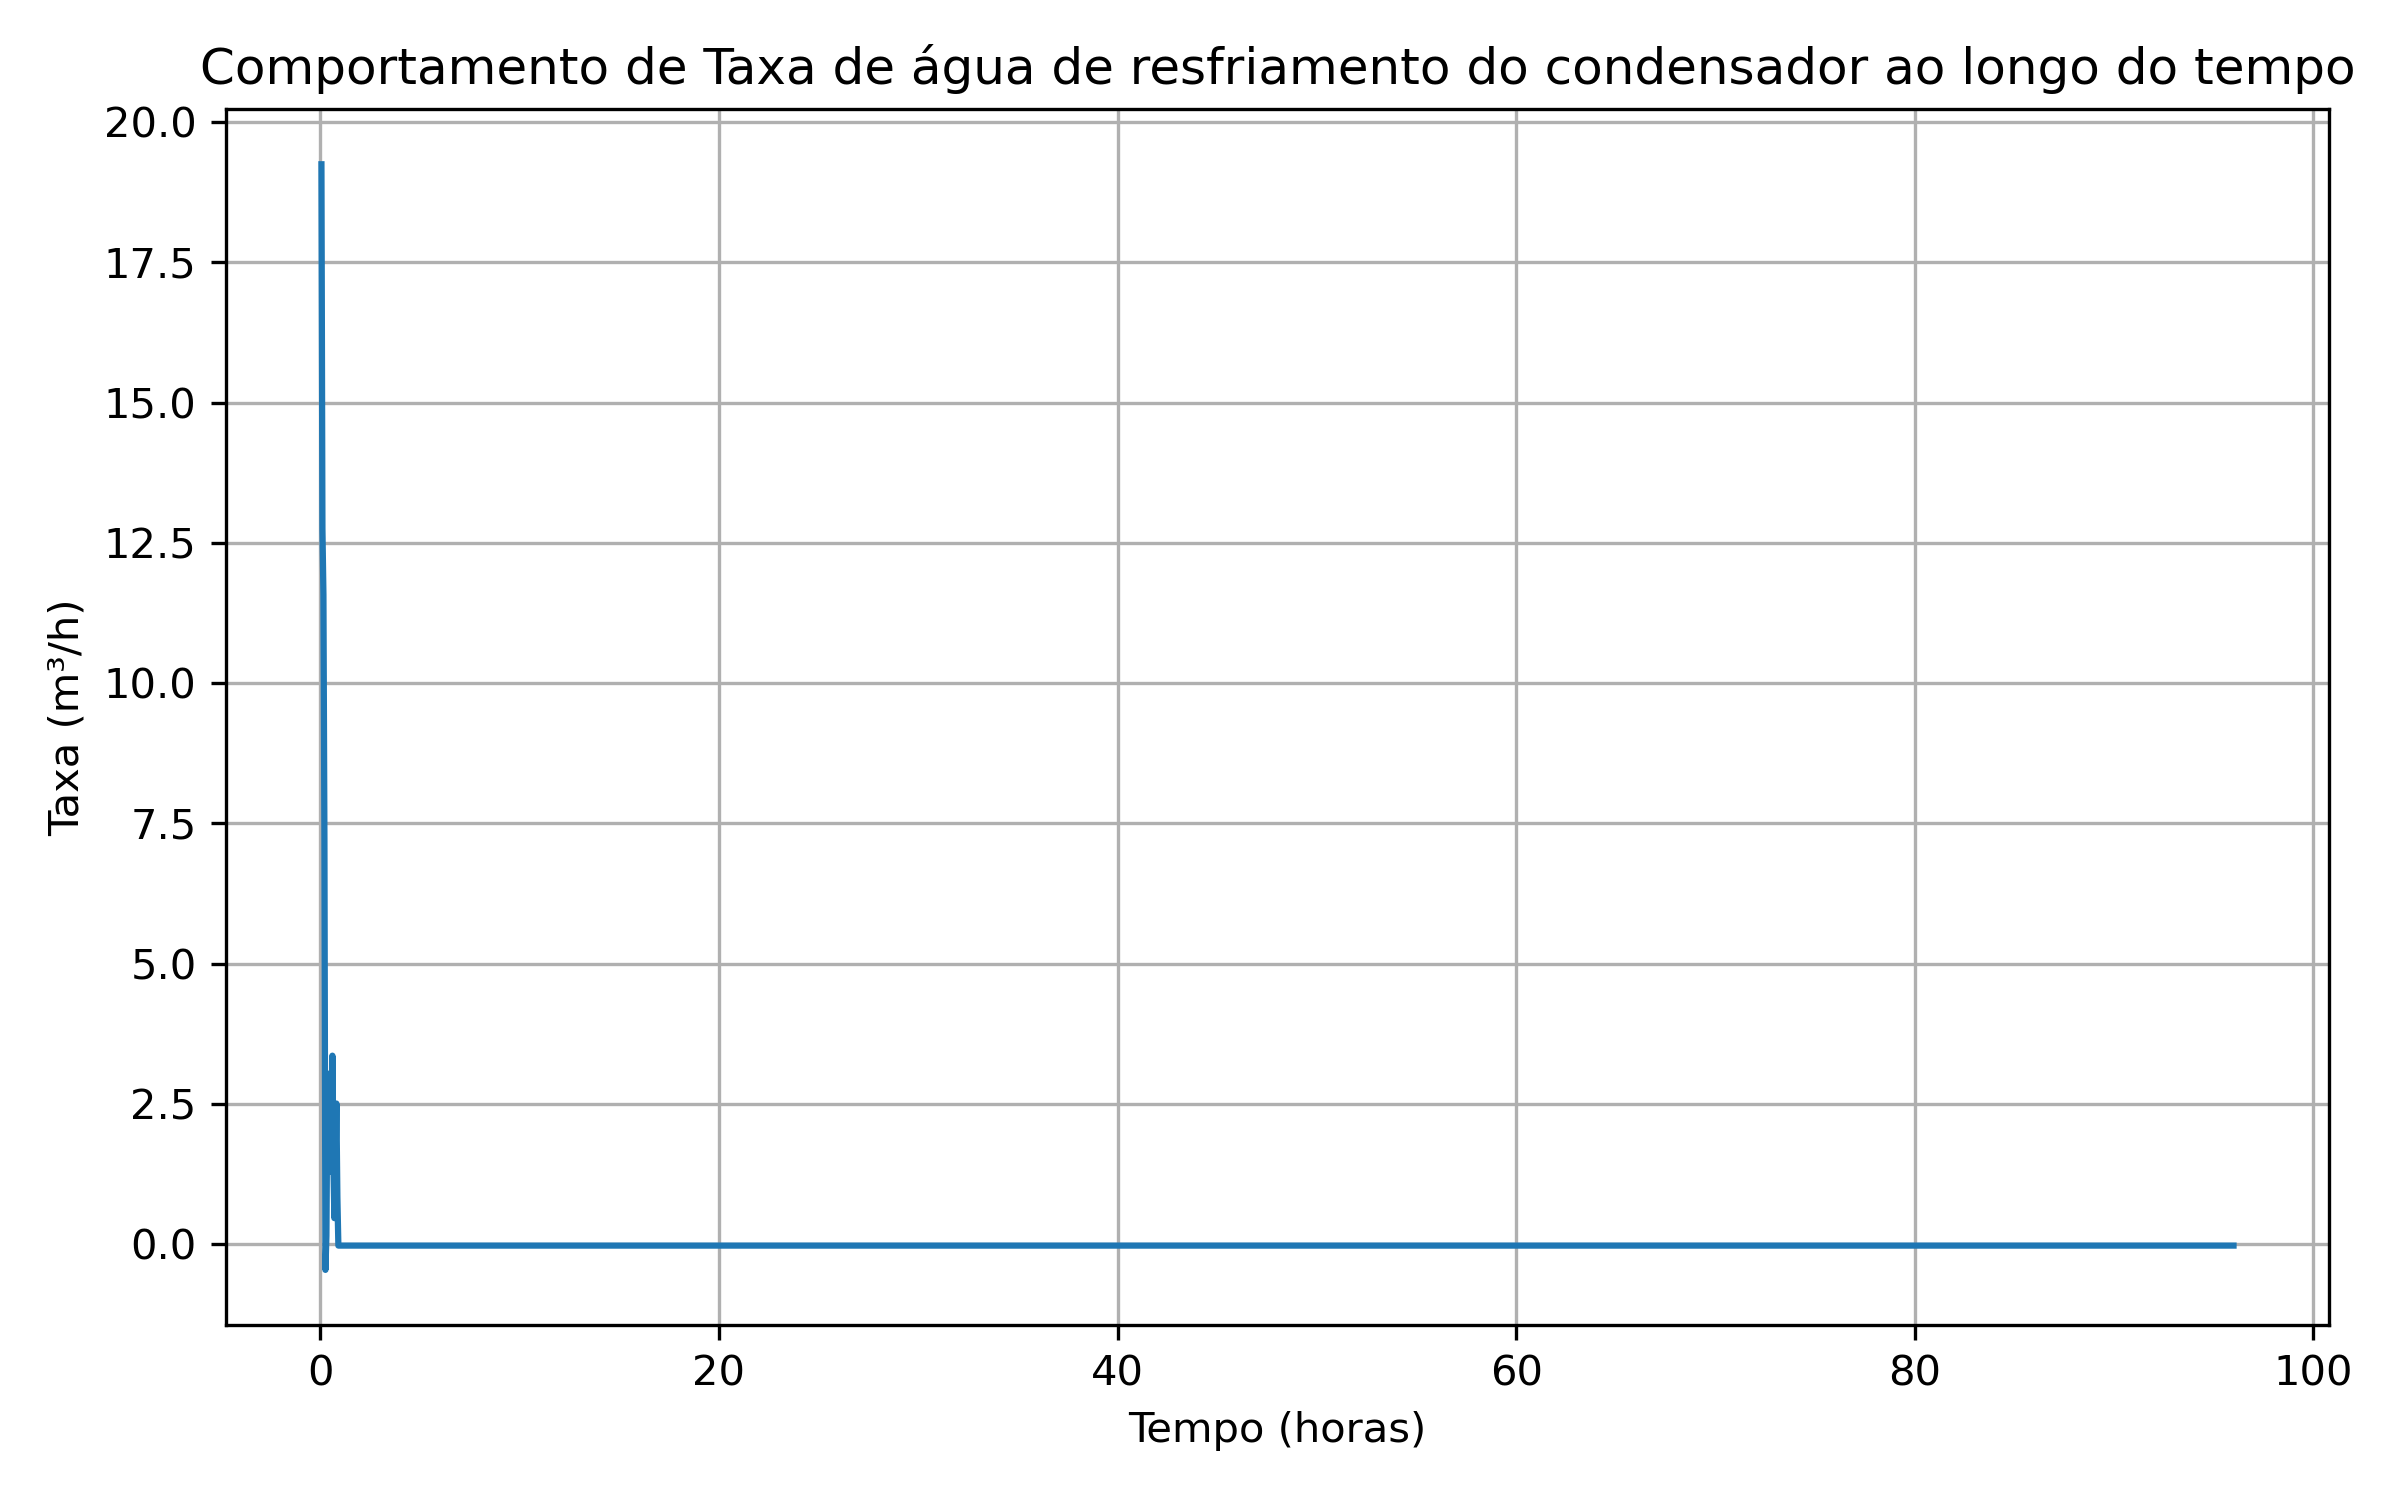 Comportamento de Taxa de água de resfriamento do condensador ao longo do tempo
20.0
17.5
15.0
12.5
10.0
7.5
5.0
2.5
0.0
Taxa (m³/h)
0 20 40 60 80 100
Tempo (horas)